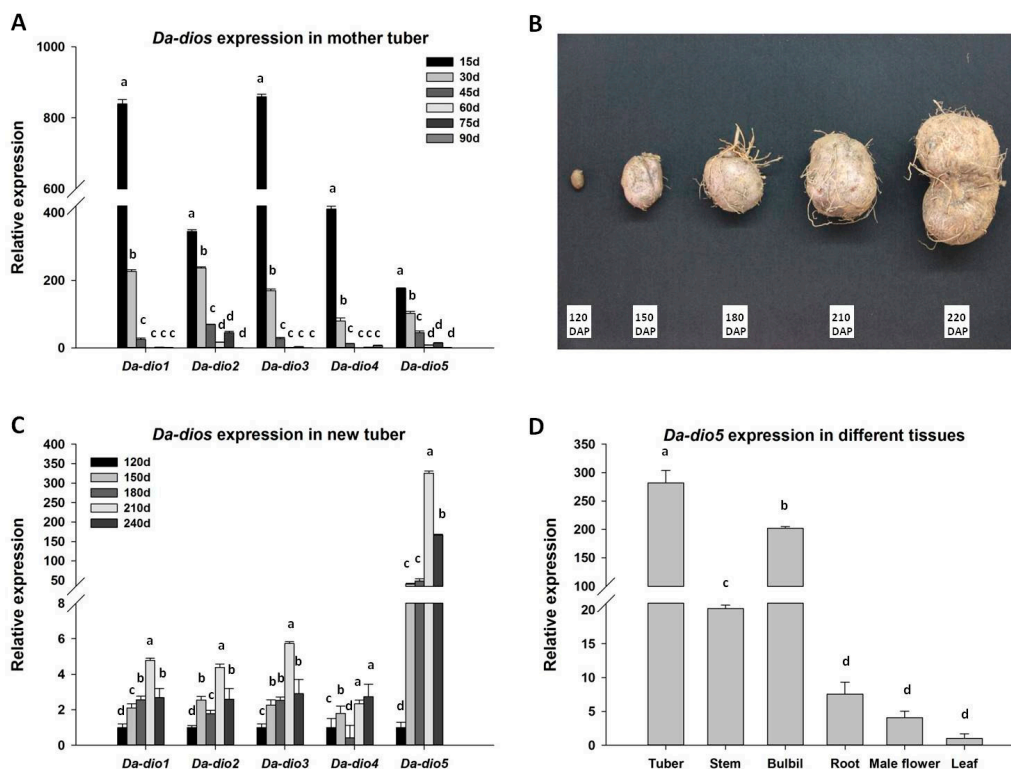 A
Da-dios expression in mother tuber
Relative expression
1000
800
600
400
200
0
15d
30d
45d
60d
75d
90d
a
b
c
c c c
a
b
c
d
d
d
a
b
c
c c c
a
b
c
c c c
a
b
c
d
d
d
Da-dio1 Da-dio2 Da-dio3 Da-dio4 Da-dio5
B
120
DAP
150
DAP
180
DAP
210
DAP
220
DAP
C
Da-dios expression in new tuber
Relative expression
400
350
300
250
200
150
100
50
8
6
4
2
0
120d
150d
180d
210d
240d
d c b a b
d b c a b
c b b a b
c b d a a
d c c a b
Da-dio1 Da-dio2 Da-dio3 Da-dio4 Da-dio5
D
Da-dio5 expression in different tissues
Relative expression
350
300
250
200
150
100
20
15
10
5
0
a
c
b
d
d
d
Tuber Stem Bulbil Root Male flower Leaf